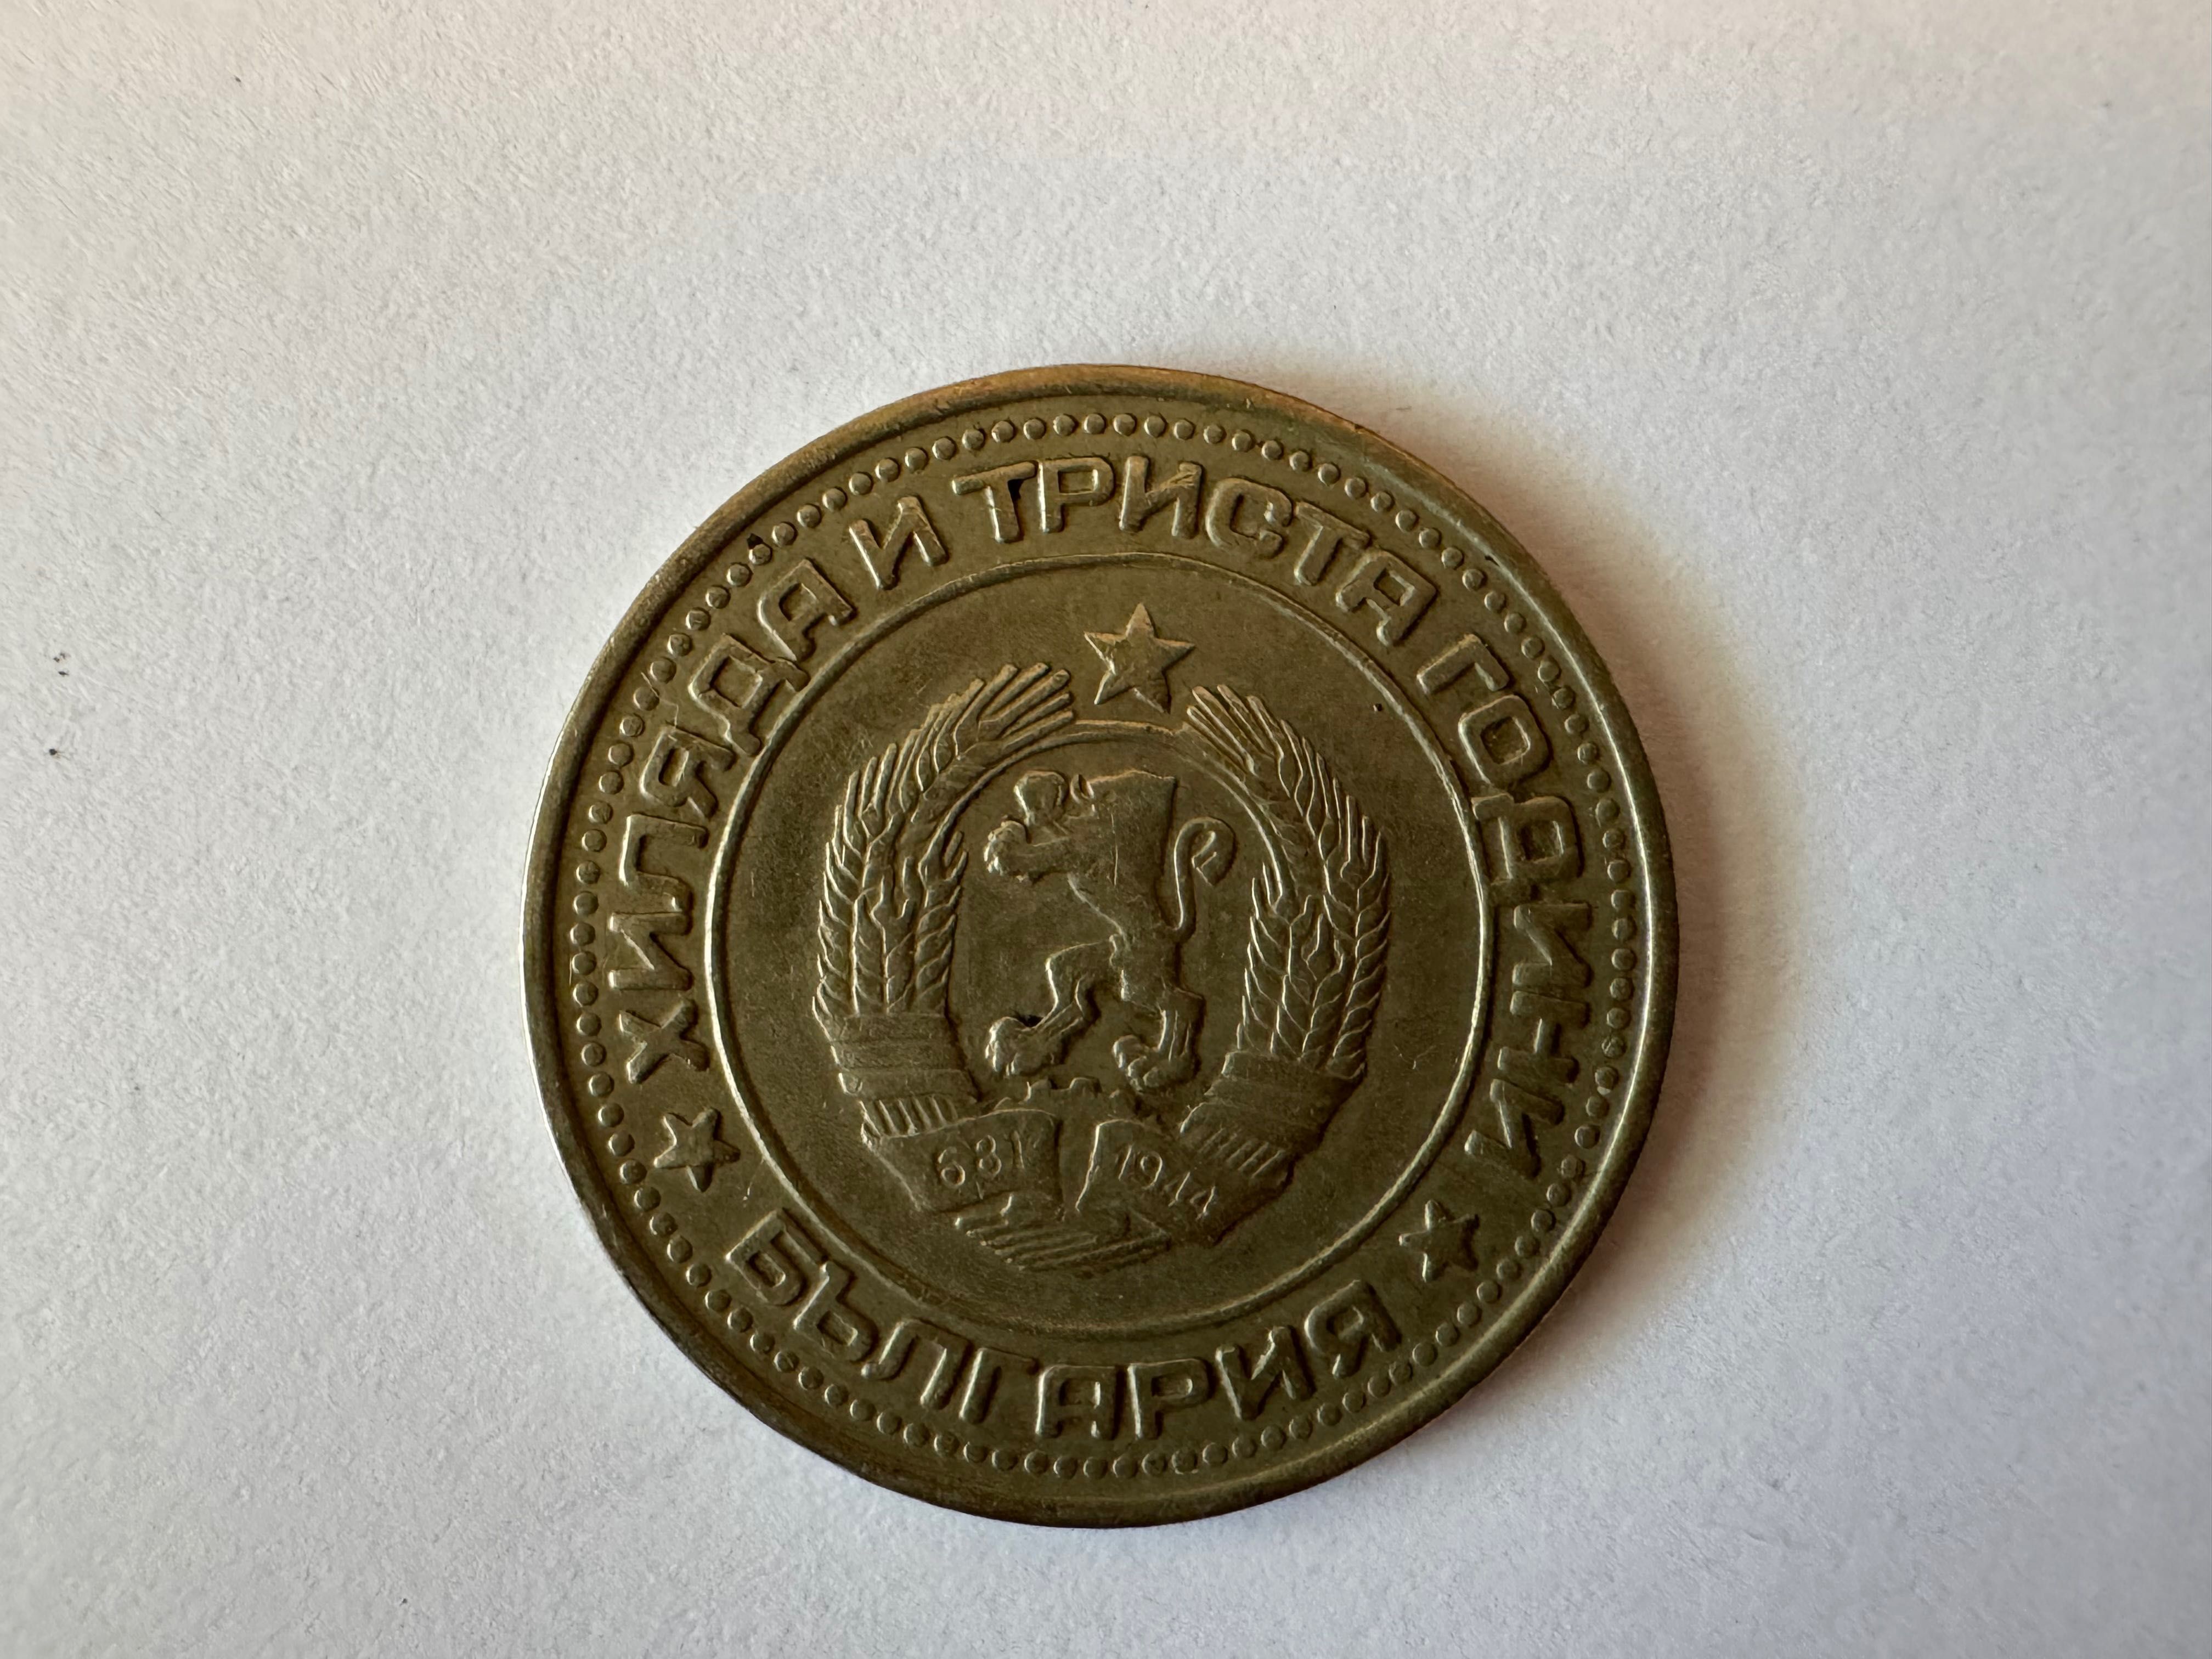 ХИЛЯДА И ТРИСТА ГОДИНИ
БЪЛГАРИЯ
681 1944